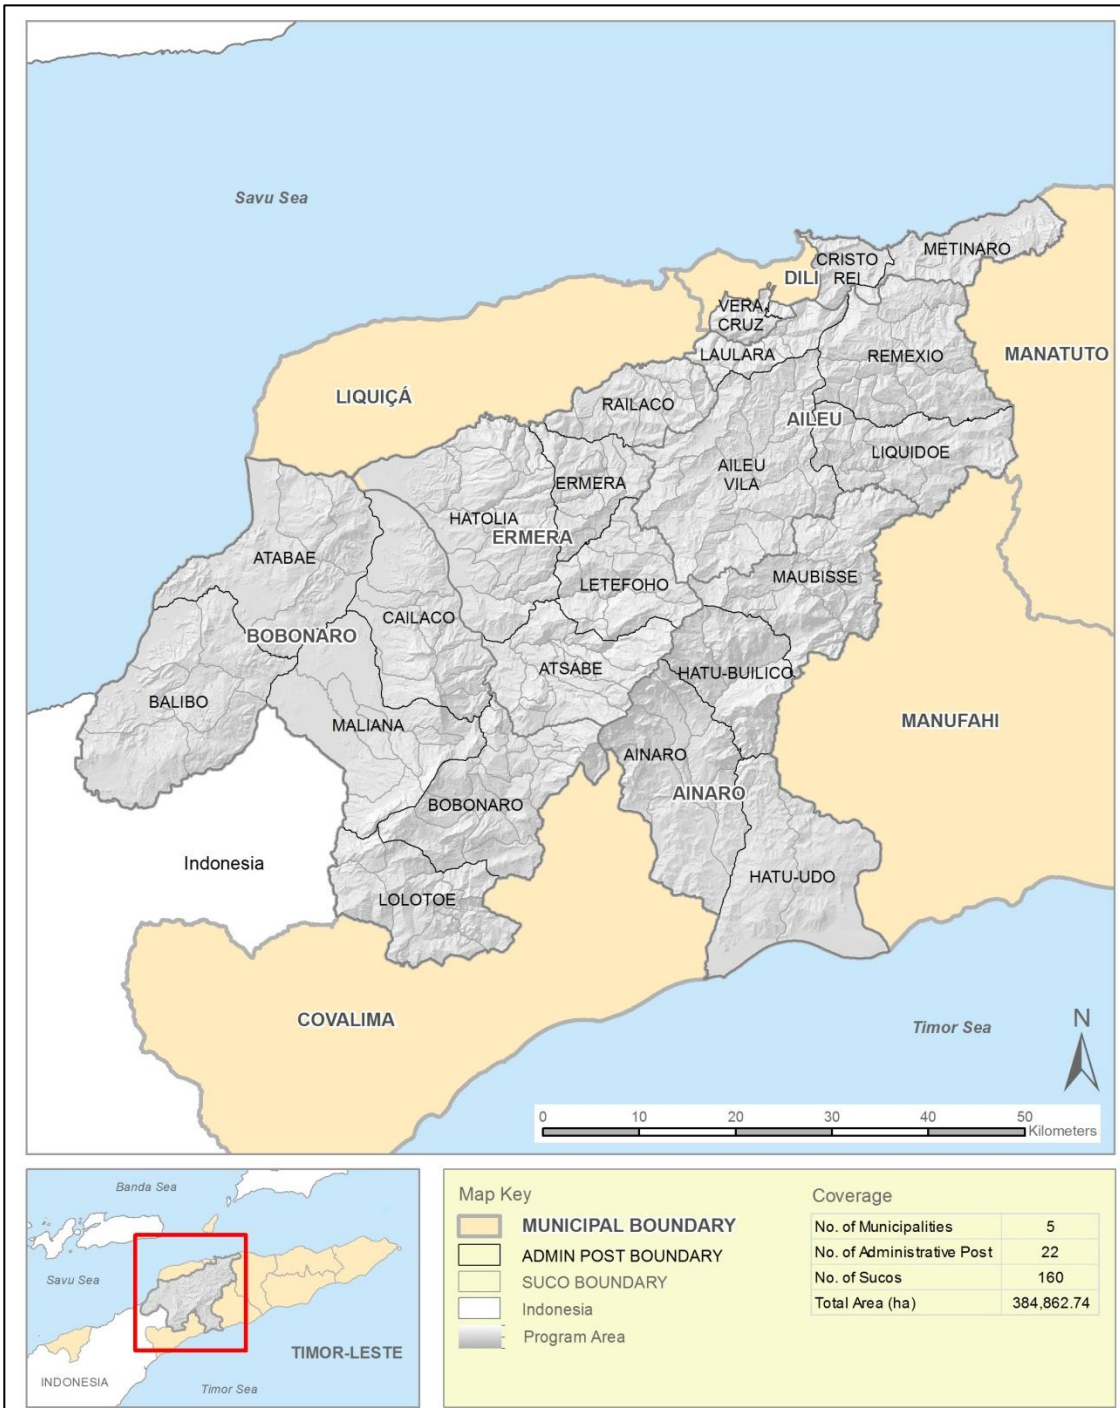 Savu Sea
METINARO
CRISTO
REI
DILI
VERA
CRUZ
LAULARA
REMEXIO
MANATUTO
LIQUIÇÁ
RAILACO
AILEU
LIQUIDOE
AILEU
VILA
ERMERA
HATOLIA
ERMERA
ATABAE
LETEFOHO
MAUBISSE
CAILACO
BOBONARO
ATSABE
HATU-BUILICO
BALIBO
MALIANA
MANUFAHI
AINARO
AINARO
BOBONARO
Indonesia
HATU-UDO
LOLOTOE
COVALIMA
Timor Sea
N
0 10 20 30 40 50
Kilometers
Banda Sea
Savu Sea
TIMOR-LESTE
INDONESIA
Timor Sea
Map Key
MUNICIPAL BOUNDARY
ADMIN POST BOUNDARY
SUCO BOUNDARY
Indonesia
Program Area
Coverage
No. of Municipalities 5
No. of Administrative Post 22
No. of Sucos 160
Total Area (ha) 384,862.74